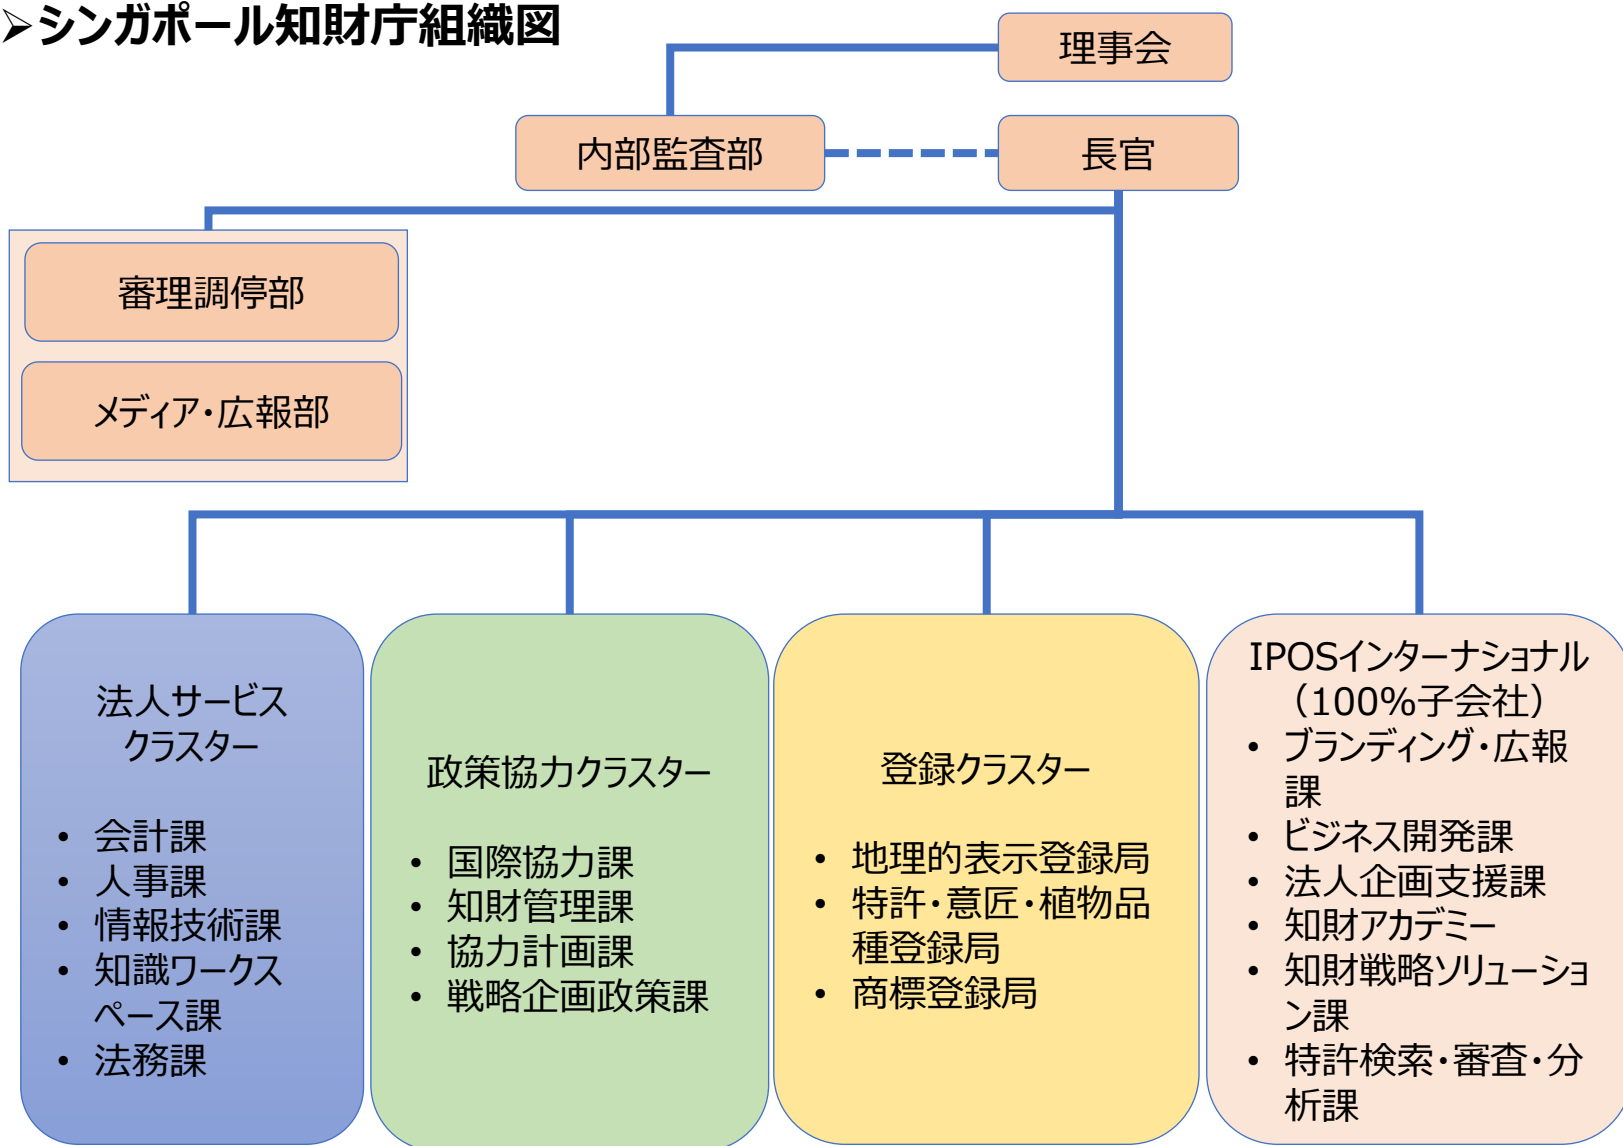 ➢シンガポール知財庁組織図
理事会
内部監査部
長官
審理調停部
メディア・広報部
法人サービス
クラスター
• 会計課
• 人事課
• 情報技術課
• 知識ワークス
ペース課
• 法務課
政策協力クラスター
• 国際協力課
• 知財管理課
• 協力計画課
• 戦略企画政策課
登録クラスター
• 地理的表示登録局
• 特許・意匠・植物品
種登録局
• 商標登録局
IPOSインターナショナル
（100%子会社）
• ブランディング・広報
課
• ビジネス開発課
• 法人企画支援課
• 知財アカデミー
• 知財戦略ソリューショ
ン課
• 特許検索・審査・分
析課